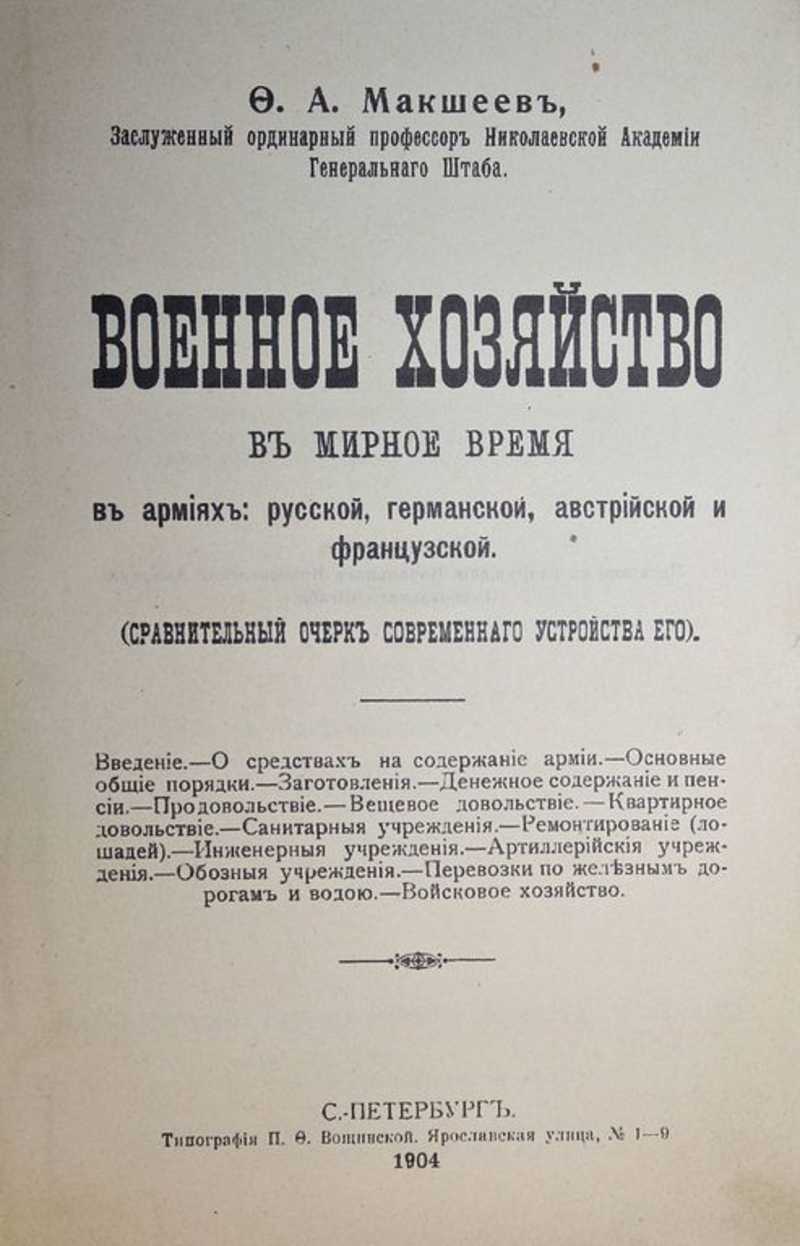 Ѳ. А. Макшеевъ,
Заслуженный ординарный профессоръ Николаевской Академіи
Генеральнаго Штаба.
ВОЕННОЕ ХОЗЯЙСТВО
ВЪ МИРНОЕ ВРЕМЯ
въ арміяхъ: русской, германской, австрійской и
французской.
(СРАВНИТЕЛЬНЫЙ ОЧЕРКЪ СОВРЕМЕННАГО УСТРОЙСТВА ЕГО).
Введеніе.—О средствахъ на содержаніе арміи.—Основные
общіе порядки.—Заготовленія.—Денежное содержаніе и пен-
сіи.—Продовольствіе.—Вещевое довольствіе.—Квартирное
довольствіе.—Санитарныя учрежденія.—Ремонтированіе (ло-
шадей).—Инженерныя учрежденія.—Артиллерійскія учреж-
денія.—Обозныя учрежденія.—Перевозки по желѣзнымъ до-
рогамъ и водою.—Войсковое хозяйство.
С.-ПЕТЕРБУРГЪ.
Типографія П. Ѳ. Вощинской. Ярославская улица, № 1—9
1904